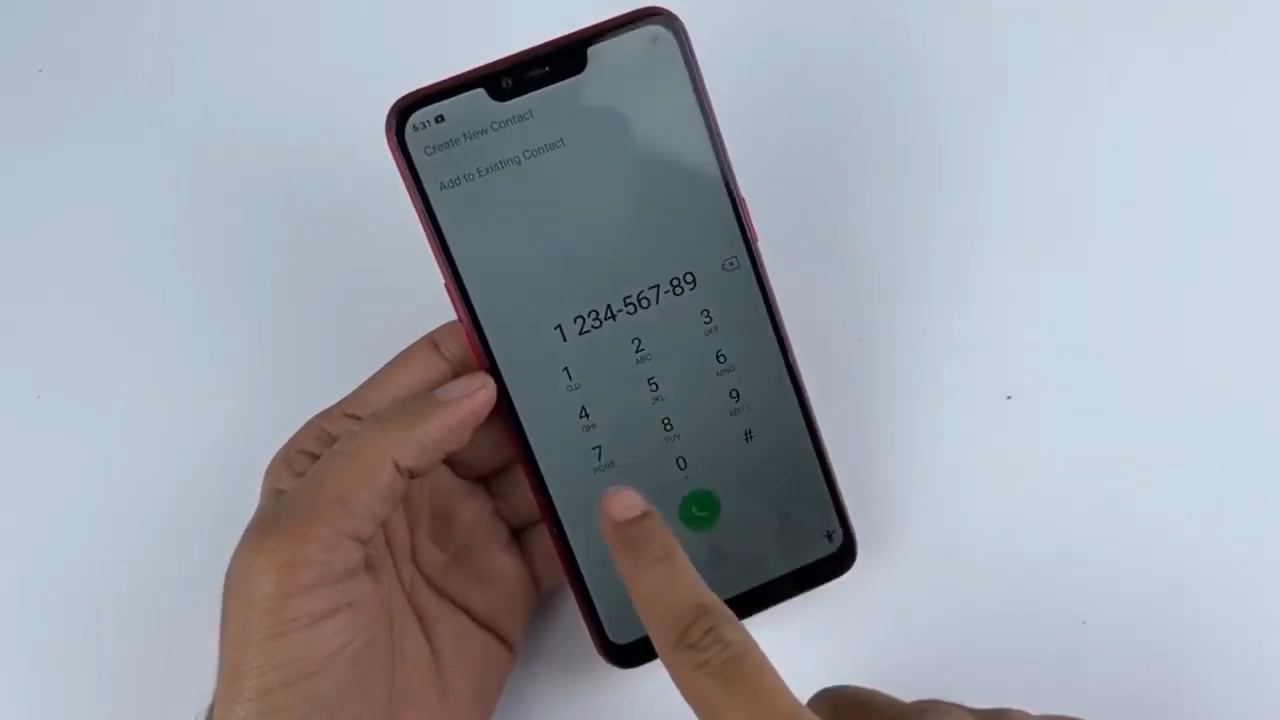 6:31
Create New Contact
Add to Existing Contact
1 234-567-89
1 2 3
ABC DEF
4 5 6
GHI JKL MNO
7 8 9
PQRS TUV WXYZ
0 #